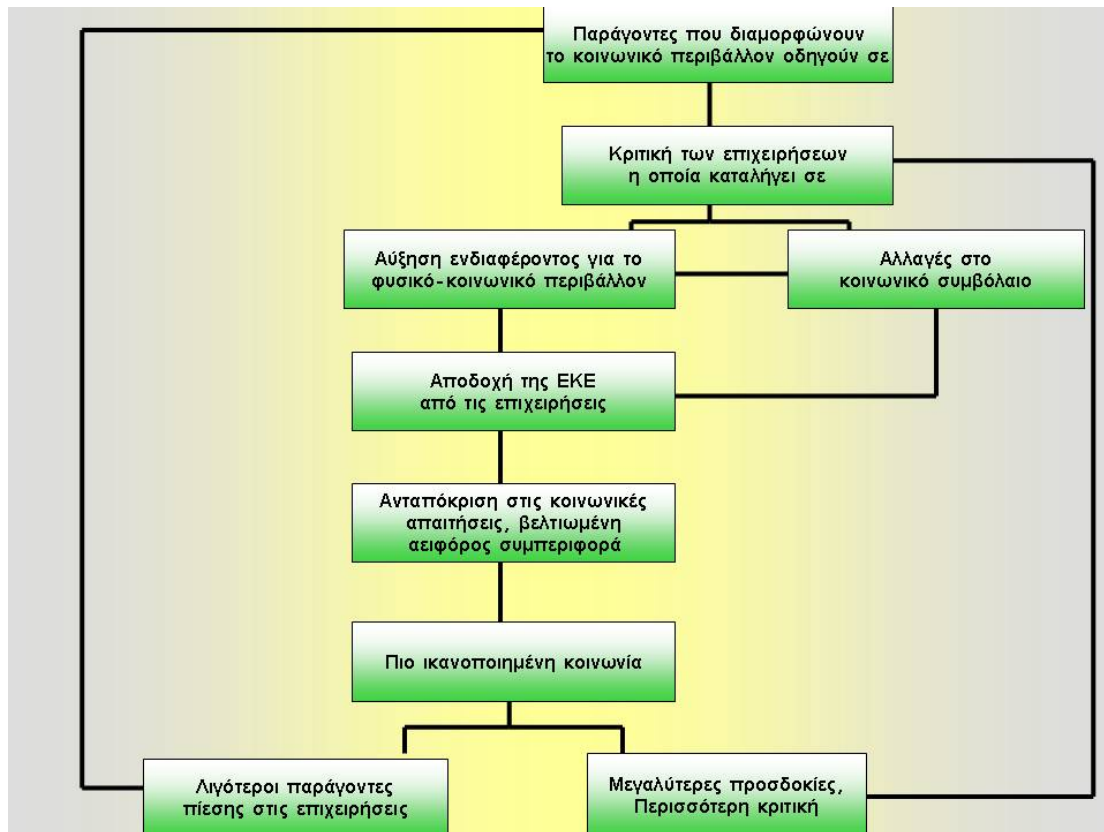 Παράγοντες που διαμορφώνουν
το κοινωνικό περιβάλλον οδηγούν σε
Κριτική των επιχειρήσεων
η οποία καταλήγει σε
Αύξηση ενδιαφέροντος για το
φυσικό-κοινωνικό περιβάλλον
Αλλαγές στο
κοινωνικό συμβόλαιο
Αποδοχή της ΕΚΕ
από τις επιχειρήσεις
Ανταπόκριση στις κοινωνικές
απαιτήσεις, βελτιωμένη
αειφόρος συμπεριφορά
Πιο ικανοποιημένη κοινωνία
Λιγότεροι παράγοντες
πίεσης στις επιχειρήσεις
Μεγαλύτερες προσδοκίες,
Περισσότερη κριτική